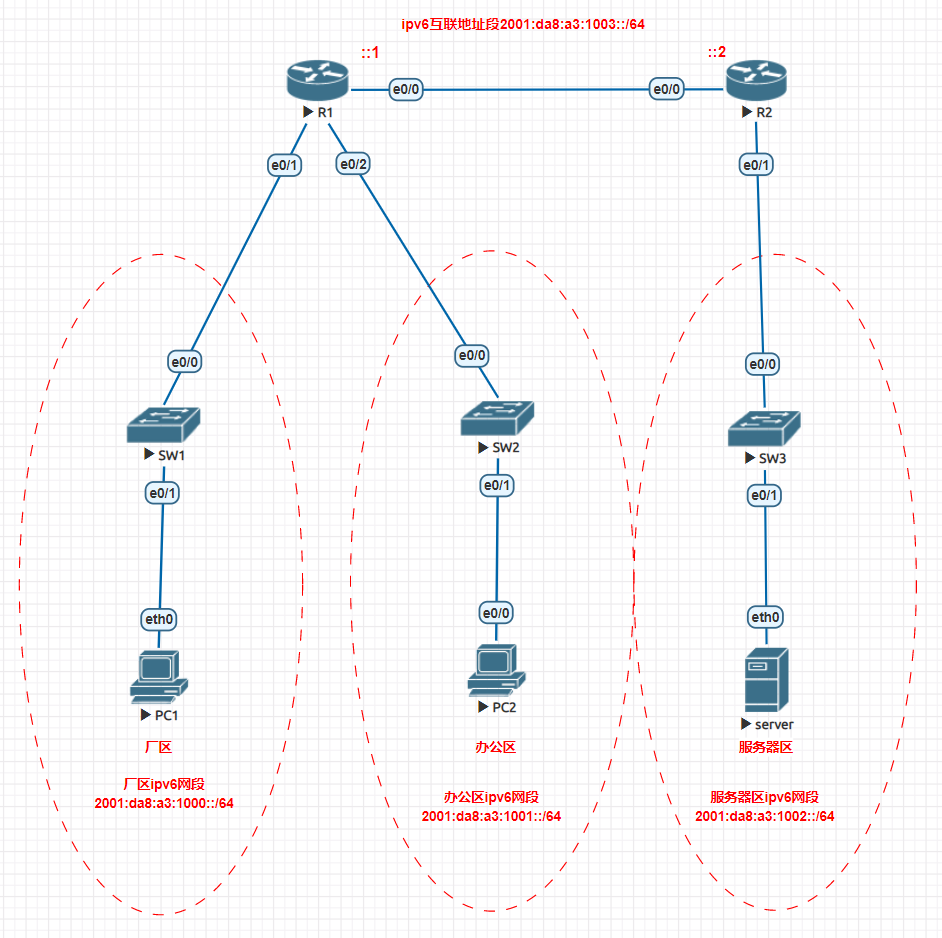 ipv6互联地址段2001:da8:a3:1003::/64
::1
::2
e0/0
e0/0
R1
R2
e0/1
e0/2
e0/1
e0/0
e0/0
e0/0
SW1
SW2
SW3
e0/1
e0/1
e0/1
eth0
e0/0
eth0
PC1
PC2
server
厂区
办公区
服务器区
厂区ipv6网段
2001:da8:a3:1000::/64
办公区ipv6网段
2001:da8:a3:1001::/64
服务器区ipv6网段
2001:da8:a3:1002::/64